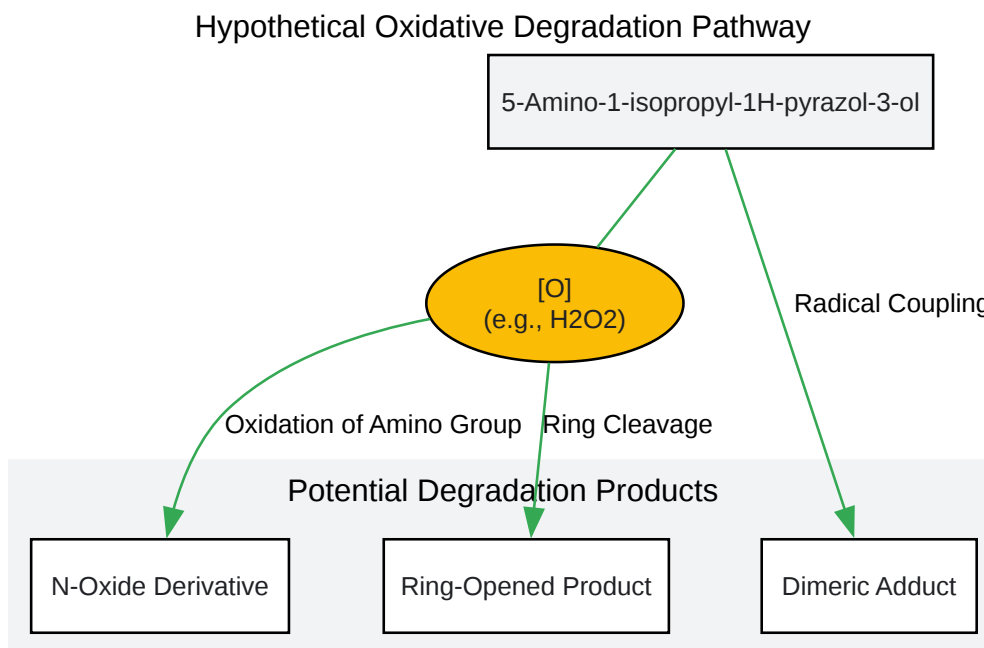 Hypothetical Oxidative Degradation Pathway
5-Amino-1-isopropyl-1H-pyrazol-3-ol
[O]
(e.g., H2O2)
Radical Coupling
Oxidation of Amino Group
Ring Cleavage
Potential Degradation Products
N-Oxide Derivative
Ring-Opened Product
Dimeric Adduct